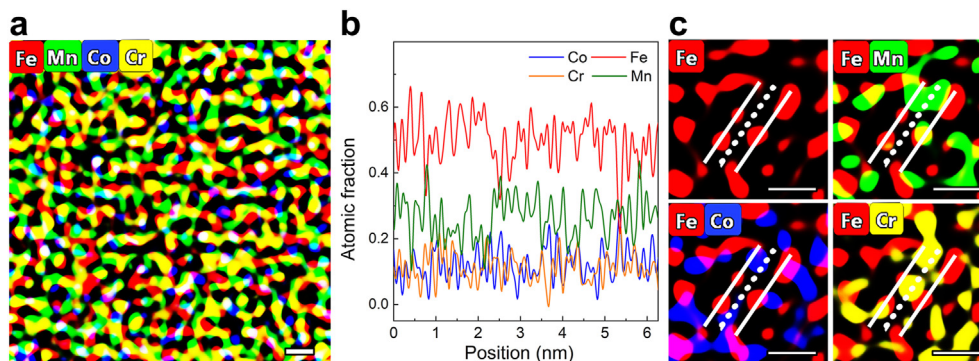 a
Fe Mn Co Cr
b
Co Fe
Cr Mn
0.6
0.4
0.2
0.0
Atomic fraction
0 1 2 3 4 5 6
Position (nm)
c
Fe
Fe Mn
Fe Co
Fe Cr